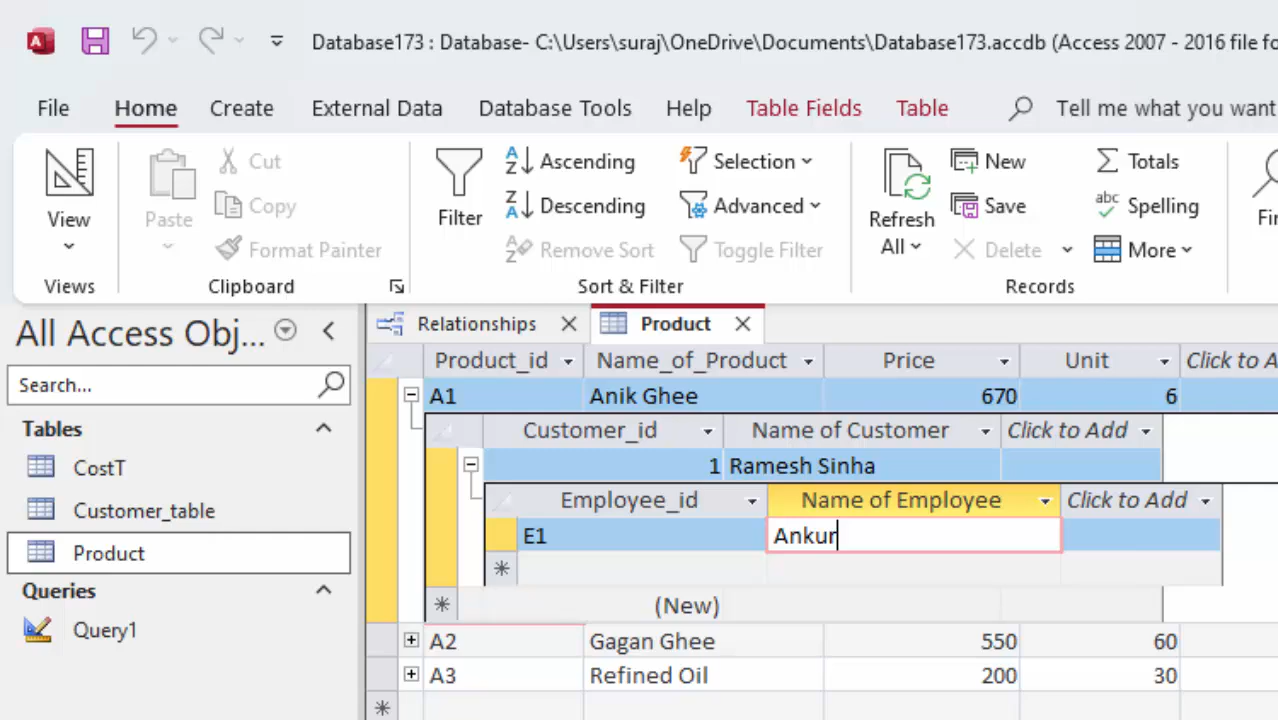 Database173 : Database- C:\Users\suraj\OneDrive\Documents\Database173.accdb (Access 2007 - 2016 file fo
File Home Create External Data Database Tools Help Table Fields Table Tell me what you want
View
Views
Paste
Cut
Copy
Format Painter
Clipboard
Filter
Ascending
Descending
Remove Sort
Selection
Advanced
Toggle Filter
Sort & Filter
Refresh
All
New
Save
Delete
Totals
Spelling
More
Records
Fin
All Access Obj...
Search...
Tables
CostT
Customer_table
Product
Queries
Query1
Relationships Product
Product_id Name_of_Product Price Unit Click to A
A1 Anik Ghee 670 6
Customer_id Name of Customer Click to Add
1 Ramesh Sinha
Employee_id Name of Employee Click to Add
E1 Ankur
(New)
A2 Gagan Ghee 550 60
A3 Refined Oil 200 30